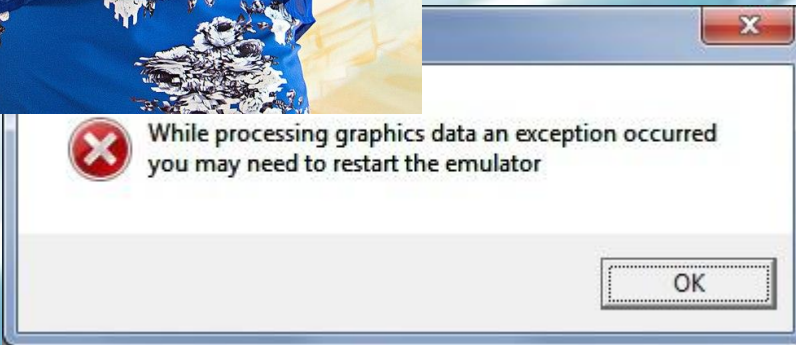 While processing graphics data an exception occurred
you may need to restart the emulator
OK